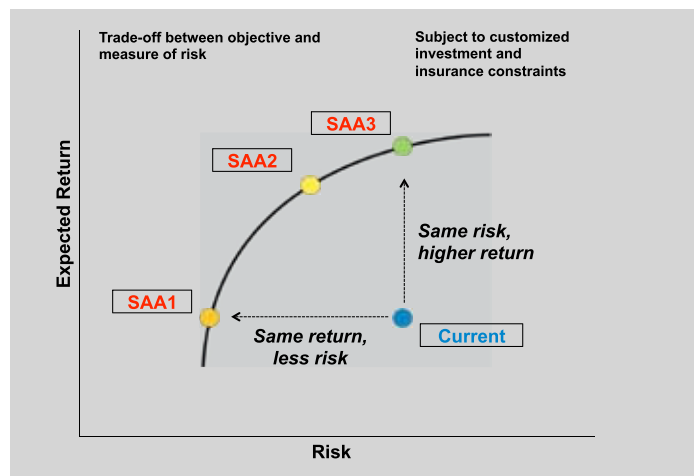 Trade-off between objective and
measure of risk
Subject to customized
investment and
insurance constraints
SAA3
SAA2
Same risk,
higher return
Expected Return
SAA1
Same return,
less risk
Current
Risk